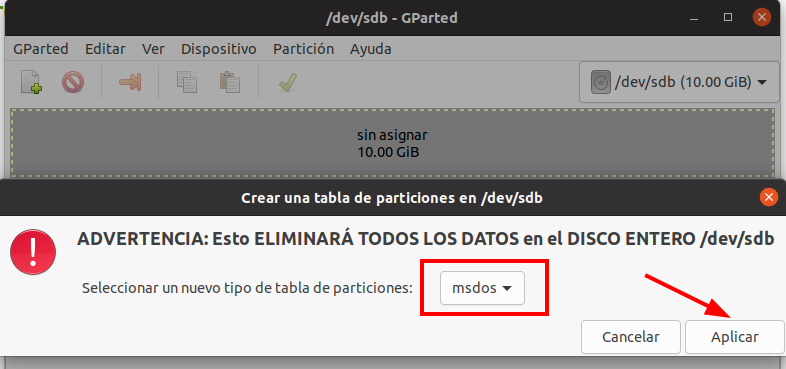 /dev/sdb - GParted
GParted Editar Ver Dispositivo Partición Ayuda
/dev/sdb (10.00 GiB)
sin asignar
10.00 GiB
Crear una tabla de particiones en /dev/sdb
ADVERTENCIA: Esto ELIMINARÁ TODOS LOS DATOS en el DISCO ENTERO /dev/sdb
Seleccionar un nuevo tipo de tabla de particiones: msdos
Cancelar Aplicar